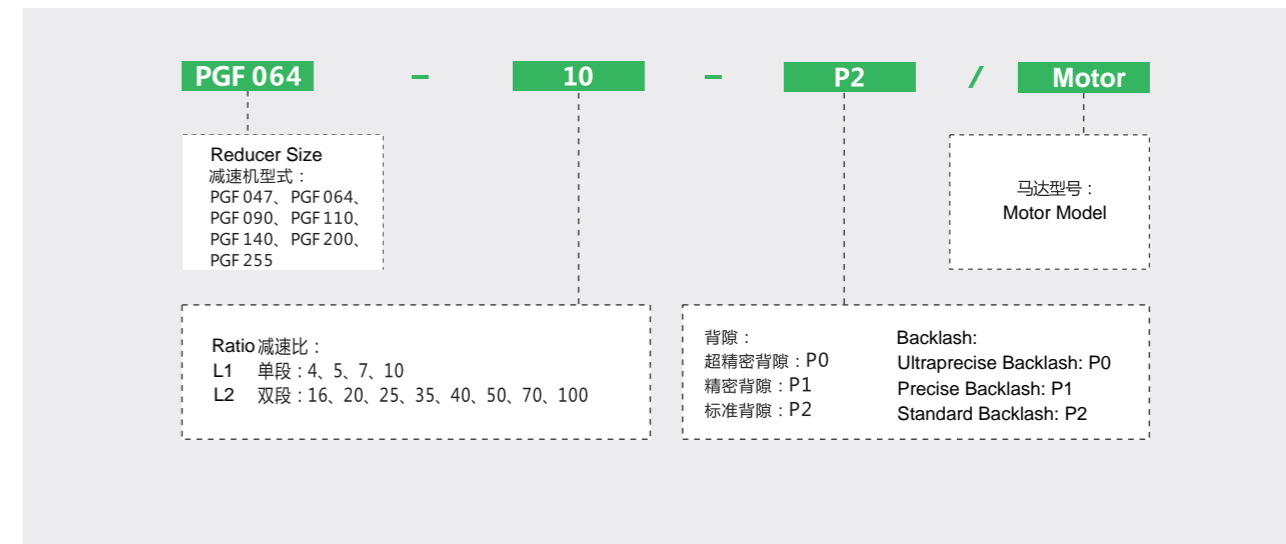 PGF 064 - 10 - P2 / Motor
Reducer Size
减速机型式：
PGF 047、PGF 064、
PGF 090、PGF 110、
PGF 140、PGF 200、
PGF 255
马达型号：
Motor Model
Ratio 减速比：
L1 单段：4、5、7、10
L2 双段：16、20、25、35、40、50、70、100
背隙：
超精密背隙：P0
精密背隙：P1
标准背隙：P2
Backlash:
Ultraprecise Backlash: P0
Precise Backlash: P1
Standard Backlash: P2